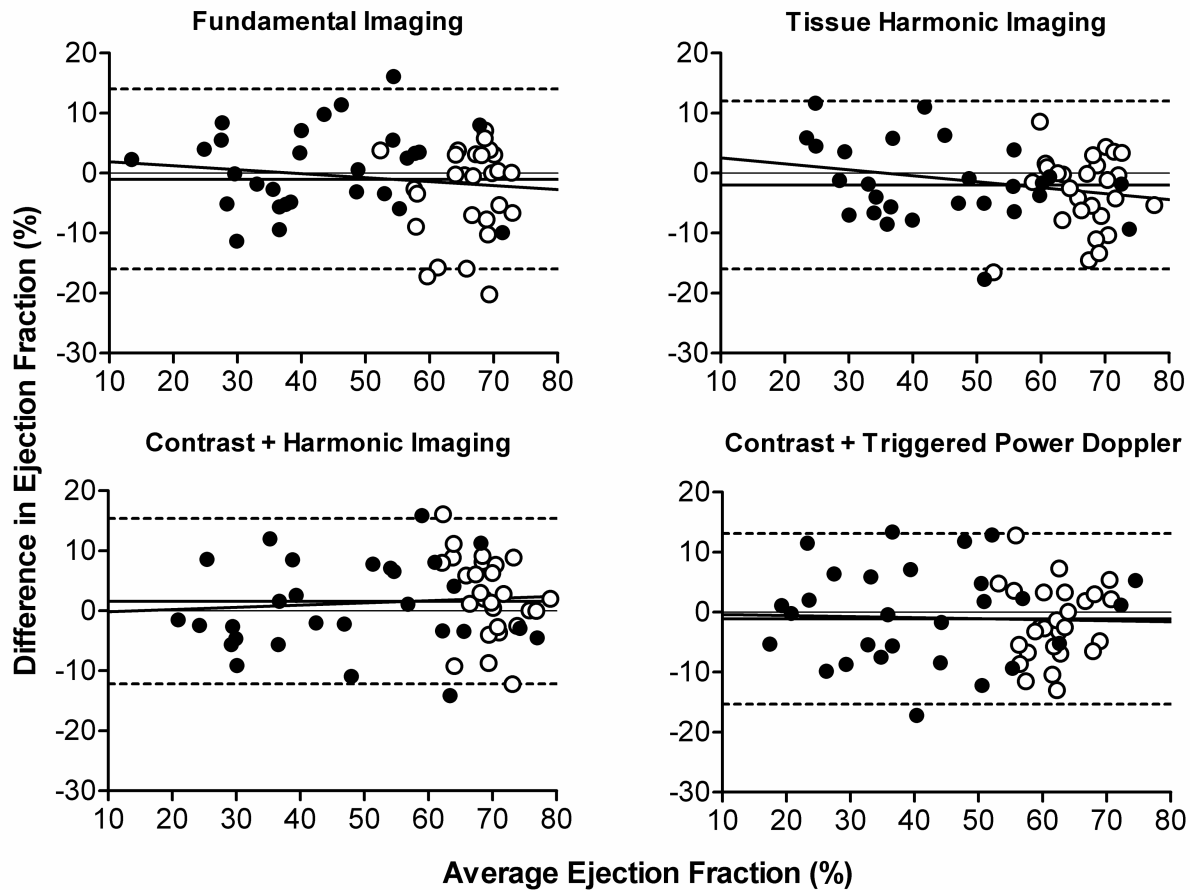 Fundamental Imaging
Tissue Harmonic Imaging
20
10
0
-10
-20
-30
10 20 30 40 50 60 70 80
20
10
0
-10
-20
-30
10 20 30 40 50 60 70 80
Difference in Ejection Fraction (%)
Contrast + Harmonic Imaging
Contrast + Triggered Power Doppler
20
10
0
-10
-20
-30
10 20 30 40 50 60 70 80
20
10
0
-10
-20
-30
10 20 30 40 50 60 70 80
Average Ejection Fraction (%)